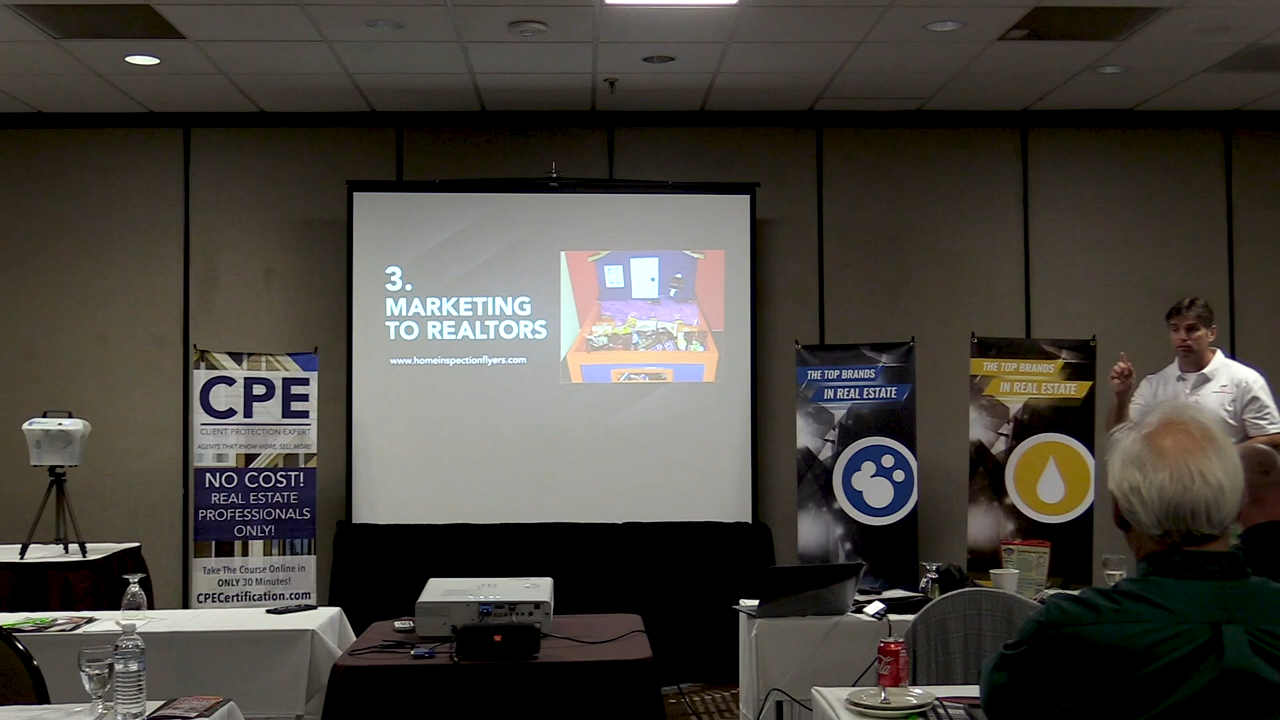 3.
MARKETING
TO REALTORS
www.homeinspectionflyers.com
CPE
CLIENT PROTECTION EXPERT
AGENTS THAT KNOW MORE, SELL MORE!
NO COST!
REAL ESTATE
PROFESSIONALS
ONLY!
Take The Course Online in
ONLY 30 Minutes!
CPECertification.com
THE TOP BRANDS
IN REAL ESTATE
THE TOP BRANDS
IN REAL ESTATE